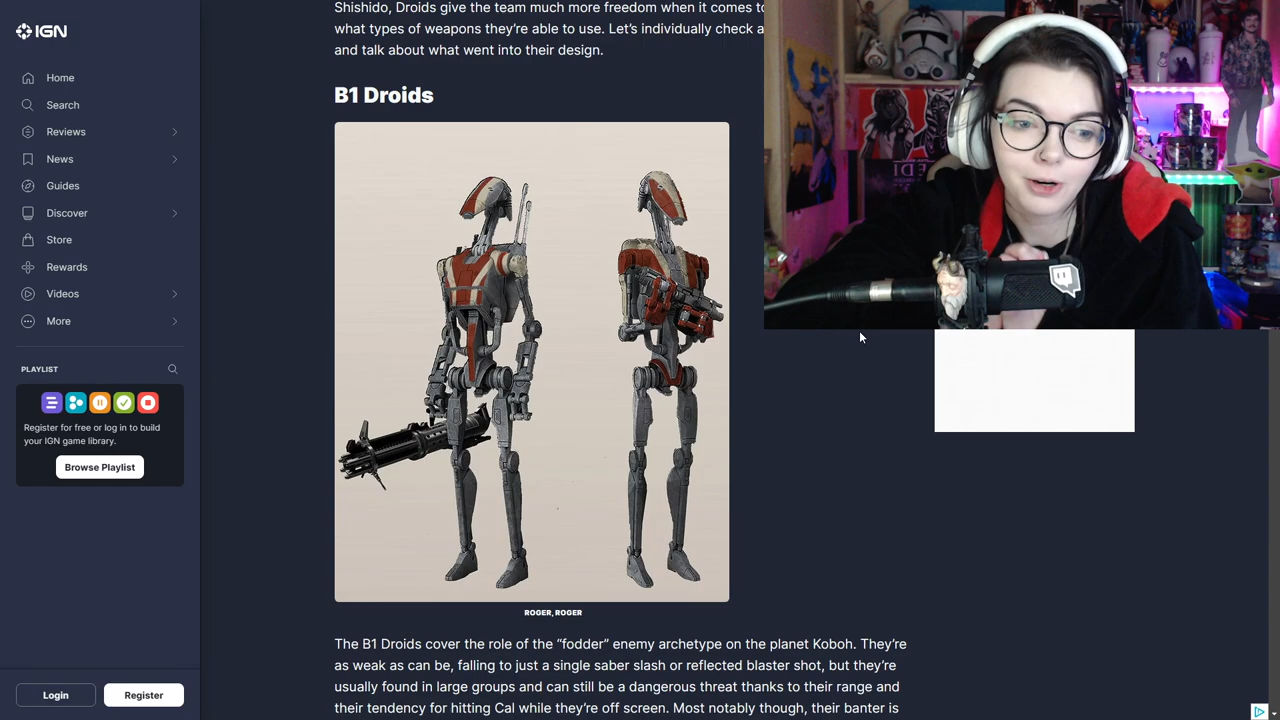 IGN
Home
Search
Reviews
News
Guides
Discover
Store
Rewards
Videos
More
PLAYLIST
Register for free or log in to build
your IGN game library.
Browse Playlist
Login
Register
Shishido, Droids give the team much more freedom when it comes to
what types of weapons they're able to use. Let's individually check a
and talk about what went into their design.
B1 Droids
ROGER, ROGER
The B1 Droids cover the role of the “fodder” enemy archetype on the planet Koboh. They're
as weak as can be, falling to just a single saber slash or reflected blaster shot, but they're
usually found in large groups and can still be a dangerous threat thanks to their range and
their tendency for hitting Cal while they're off screen. Most notably though, their banter is